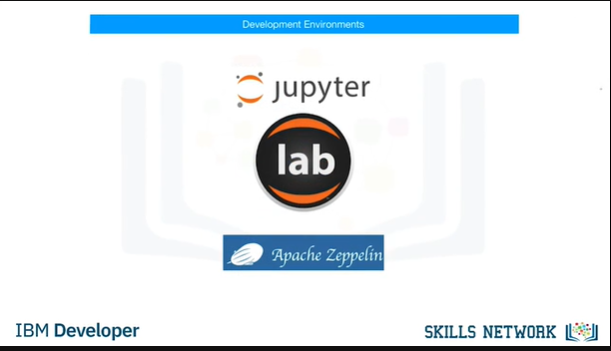 Development Environments
jupyter
lab
Apache Zeppelin
IBM Developer
SKILLS NETWORK